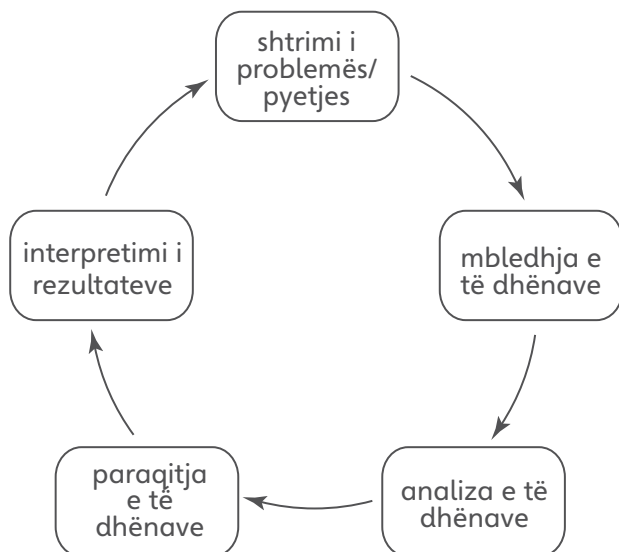 shtrimi i
problemës/
pyetjes
mbledhja e
të dhënave
analiza e të
dhënave
paraqitja
e të
dhënave
interpretimi i
rezultateve